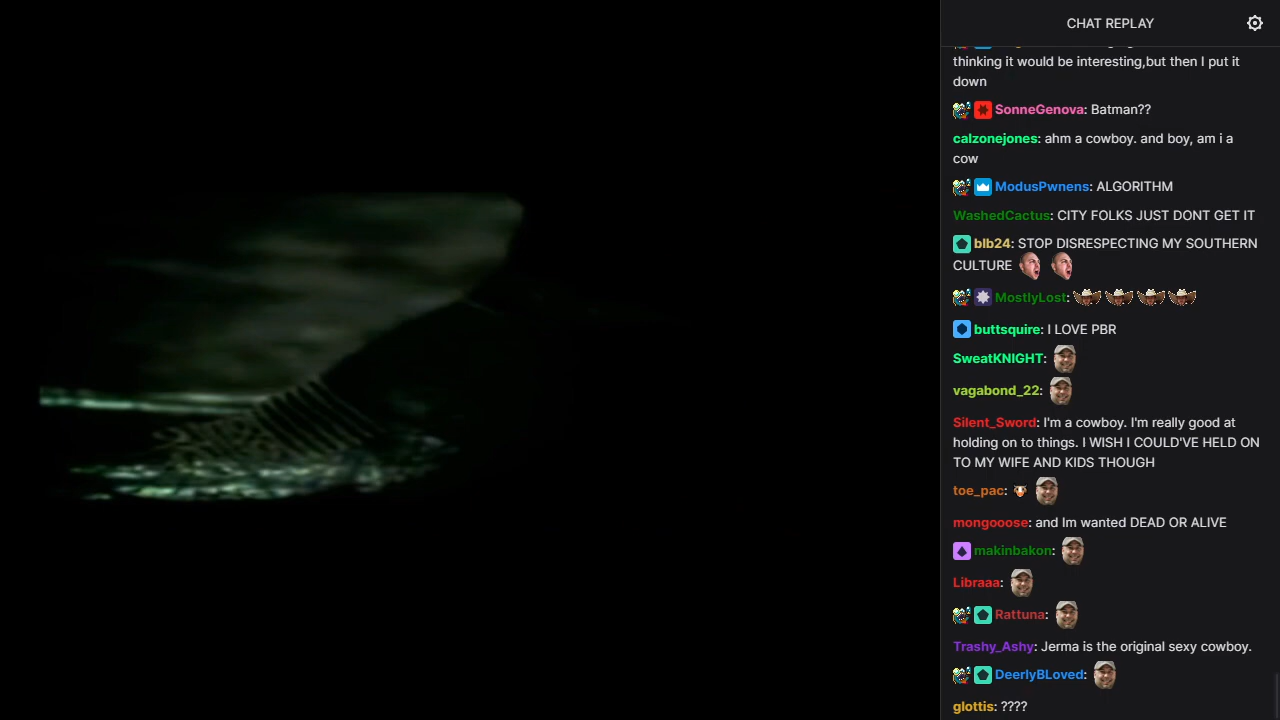 CHAT REPLAY
thinking it would be interesting,but then I put it
down
SonneGenova: Batman??
calzonejones: ahm a cowboy. and boy, am i a
cow
ModusPwnens: ALGORITHM
WashedCactus: CITY FOLKS JUST DONT GET IT
blb24: STOP DISRESPECTING MY SOUTHERN
CULTURE
MostlyLost:
buttsquire: I LOVE PBR
SweatKNIGHT:
vagabond_22:
Silent_Sword: I'm a cowboy. I'm really good at
holding on to things. I WISH I COULD'VE HELD ON
TO MY WIFE AND KIDS THOUGH
toe_pac:
mongooose: and Im wanted DEAD OR ALIVE
makinbakon:
Libraaa:
Rattuna:
Trashy_Ashy: Jerma is the original sexy cowboy.
DeerlyBLoved:
glottis: ????